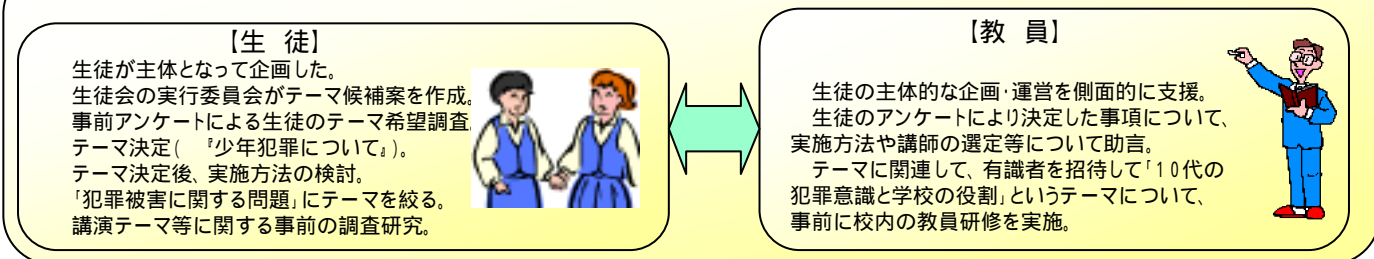 【生 徒】
生徒が主体となって企画した。
生徒会の実行委員会がテーマ候補案を作成。
事前アンケートによる生徒のテーマ希望調査。
テーマ決定( 『少年犯罪について』)。
テーマ決定後、実施方法の検討。
「犯罪被害に関する問題」にテーマを絞る。
講演テーマ等に関する事前の調査研究。
【教 員】
生徒の主体的な企画・運営を側面的に支援。
生徒のアンケートにより決定した事項について、
実施方法や講師の選定等について助言。
テーマに関連して、有識者を招待して「10代の
犯罪意識と学校の役割」というテーマについて、
事前に校内の教員研修を実施。